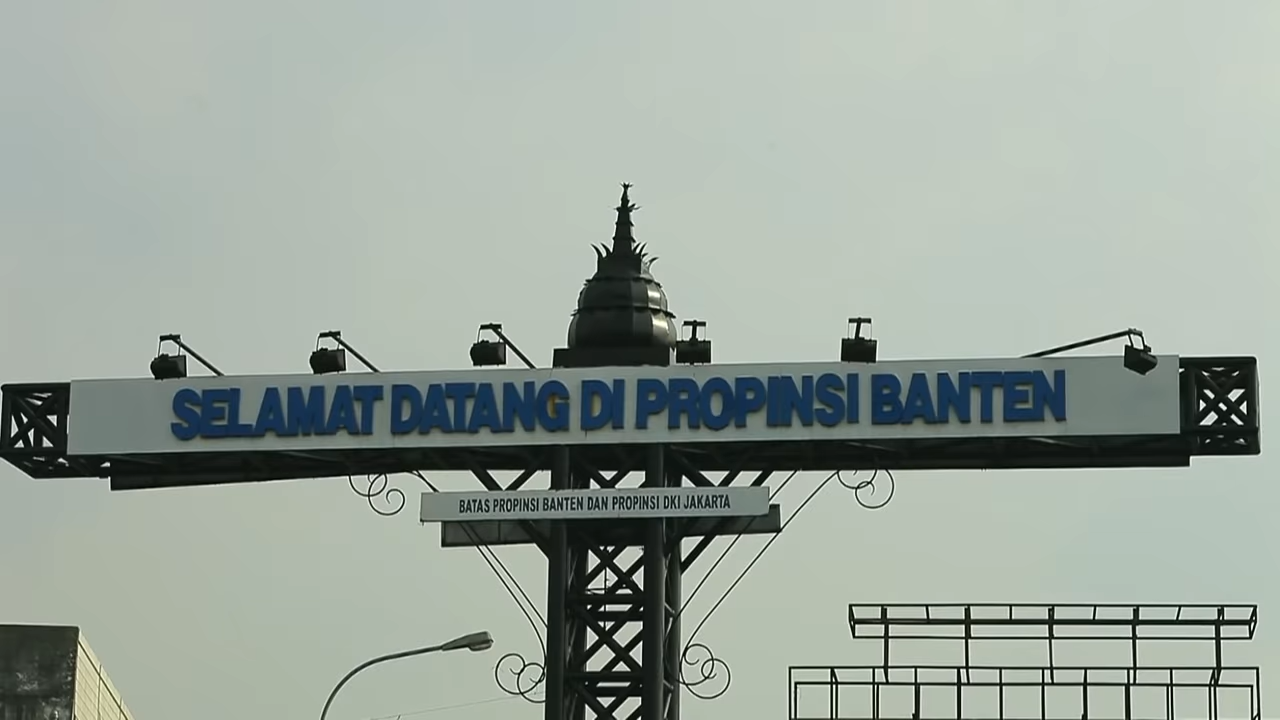 SELAMAT DATANG DI PROPINSI BANTEN
BATAS PROPINSI BANTEN DAN PROPINSI DKI JAKARTA